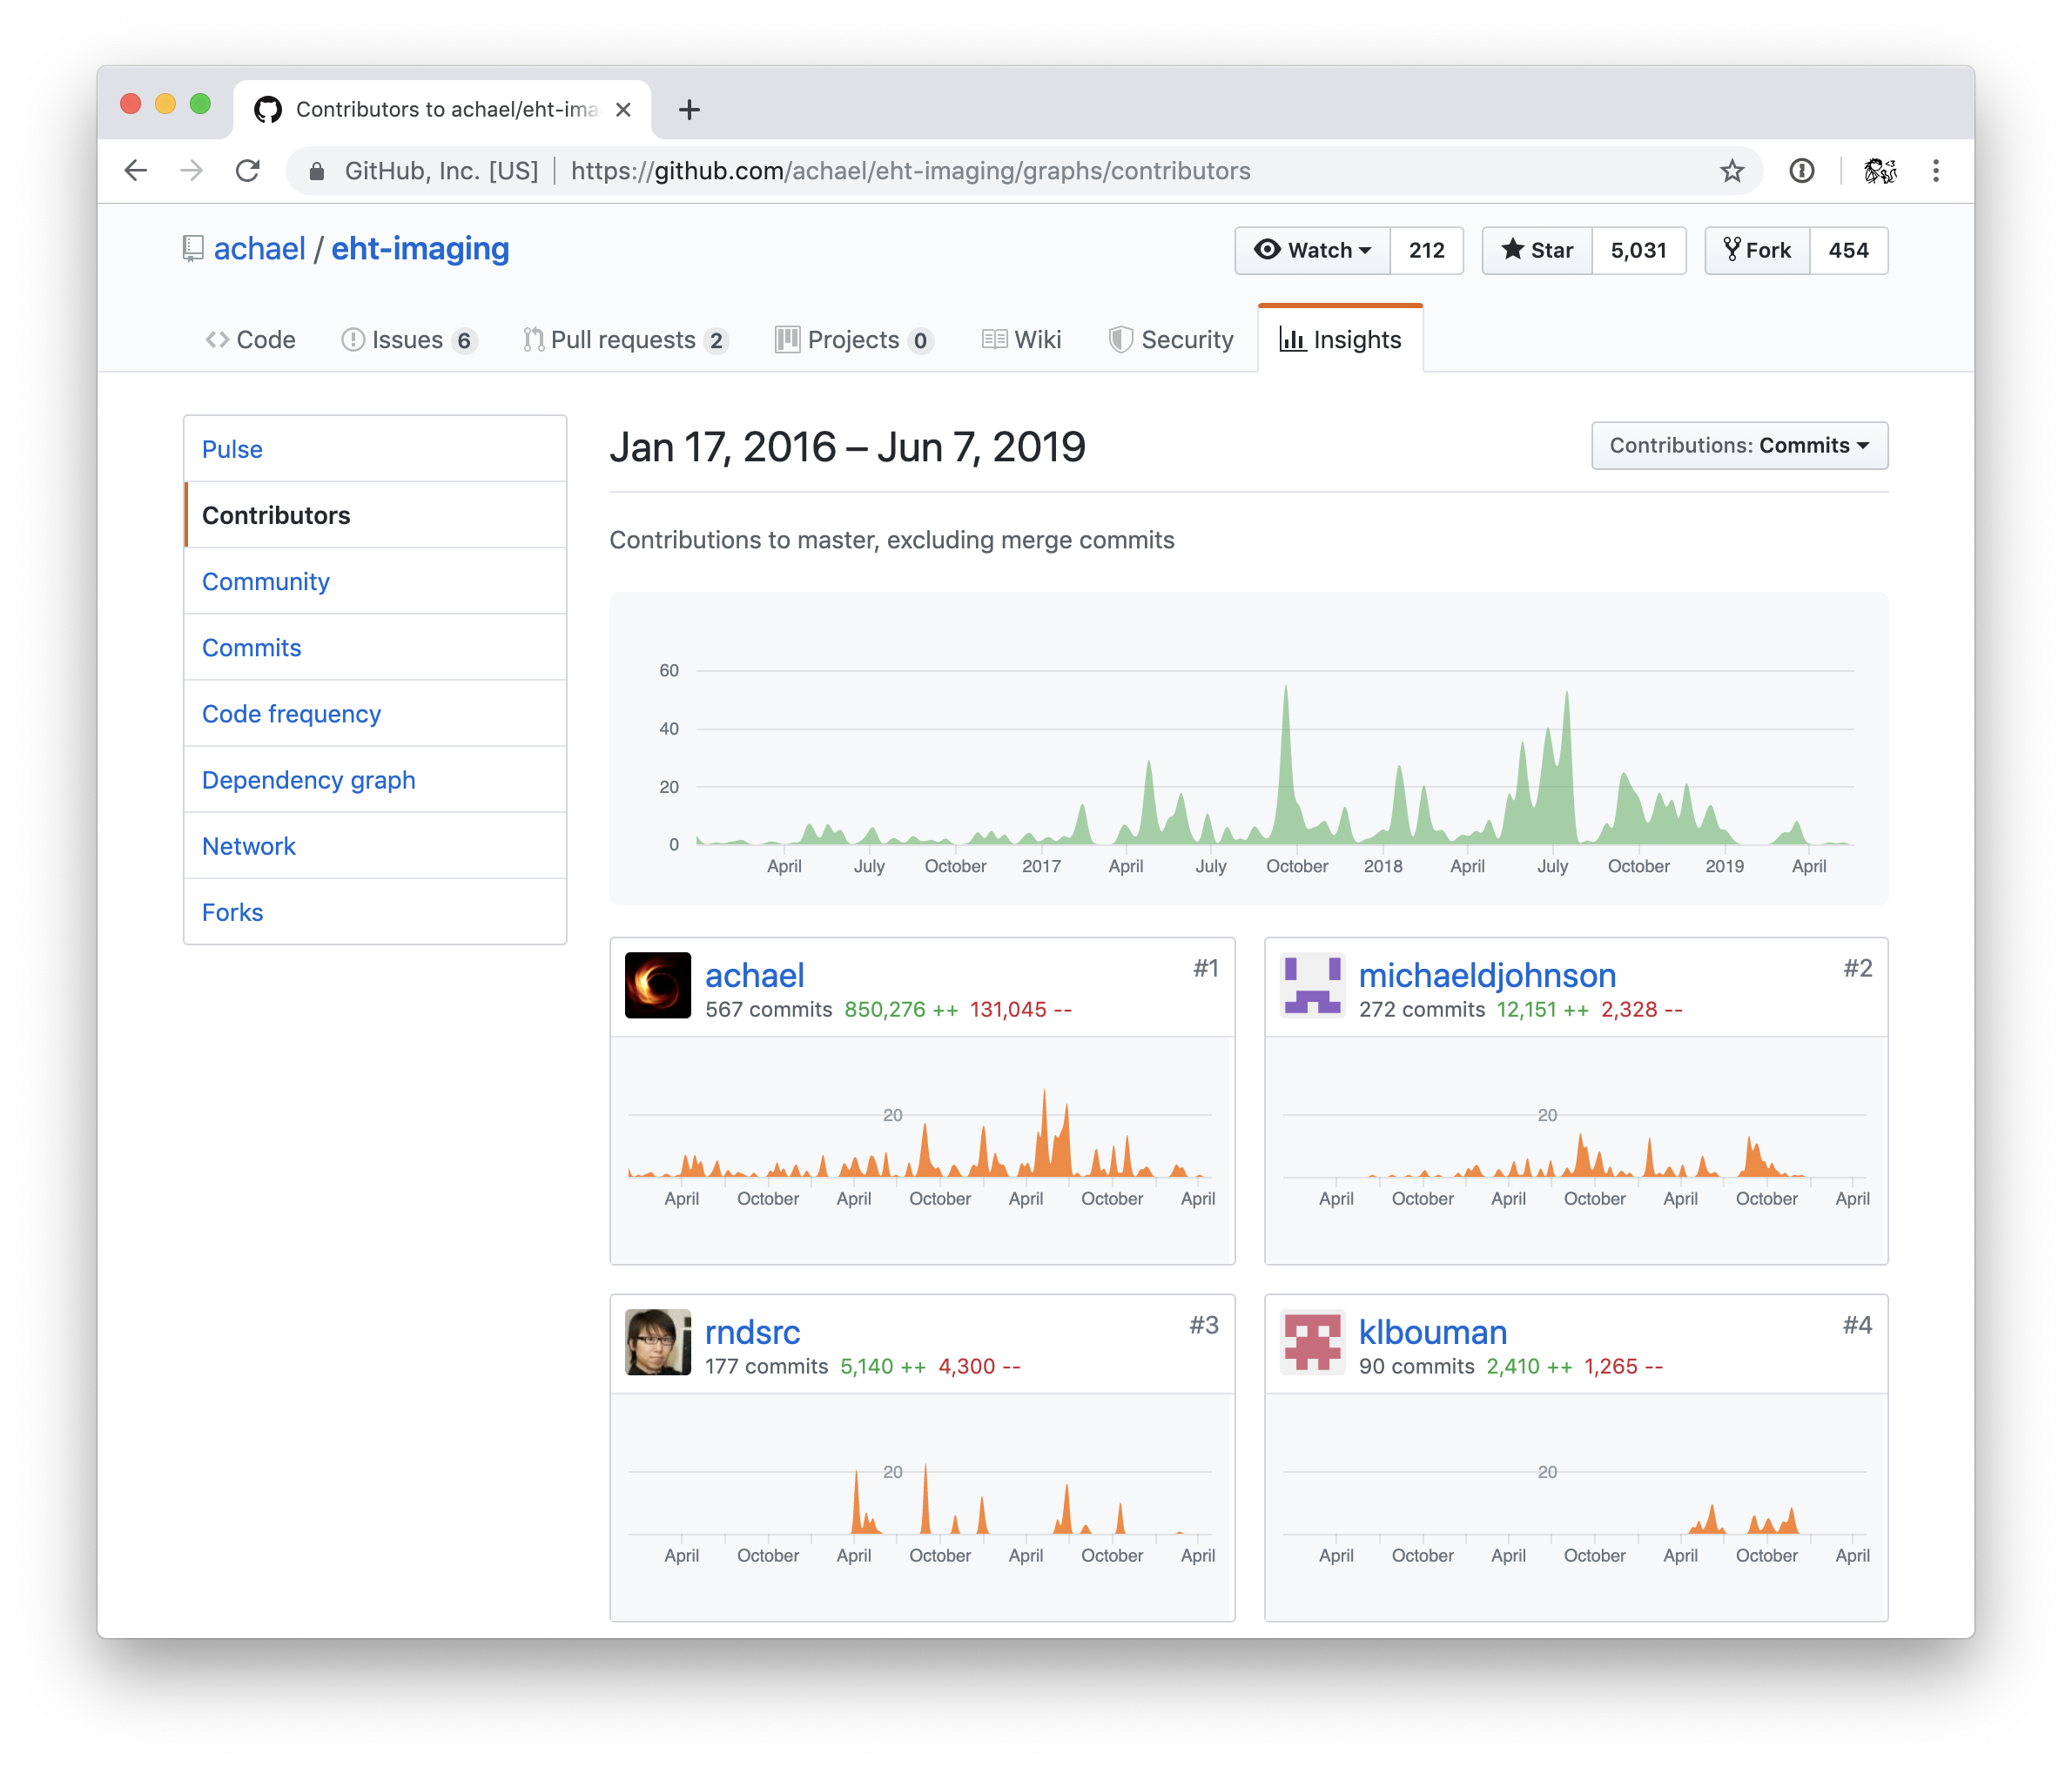 Contributors to achael/eht-ima
GitHub, Inc. [US] https://github.com/achael/eht-imaging/graphs/contributors
achael / eht-imaging
Watch 212 Star 5,031 Fork 454
Code Issues 6 Pull requests 2 Projects 0 Wiki Security Insights
Pulse
Contributors
Community
Commits
Code frequency
Dependency graph
Network
Forks
Jan 17, 2016 – Jun 7, 2019
Contributions: Commits
Contributions to master, excluding merge commits
60
40
20
0
April July October 2017 April July October 2018 April July October 2019 April
achael #1
567 commits 850,276 ++ 131,045 --
20
April October April October April October April
michaeldjohnson #2
272 commits 12,151 ++ 2,328 --
20
April October April October April October April
rndsrc #3
177 commits 5,140 ++ 4,300 --
20
April October April October April October April
klbouman #4
90 commits 2,410 ++ 1,265 --
20
April October April October April October April